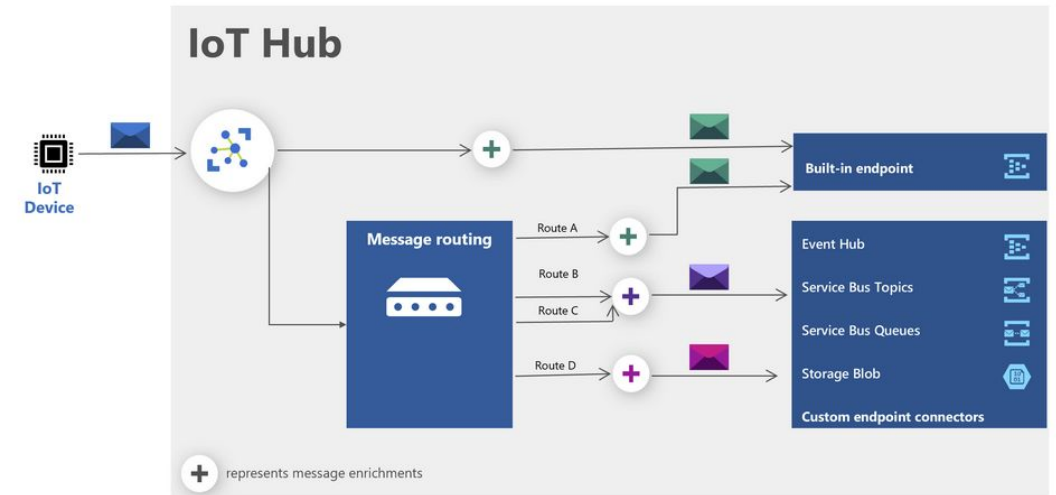 IoT Hub
IoT
Device
Built-in endpoint
Message routing
Route A
Route B
Route C
Route D
Event Hub
Service Bus Topics
Service Bus Queues
Storage Blob
Custom endpoint connectors
represents message enrichments